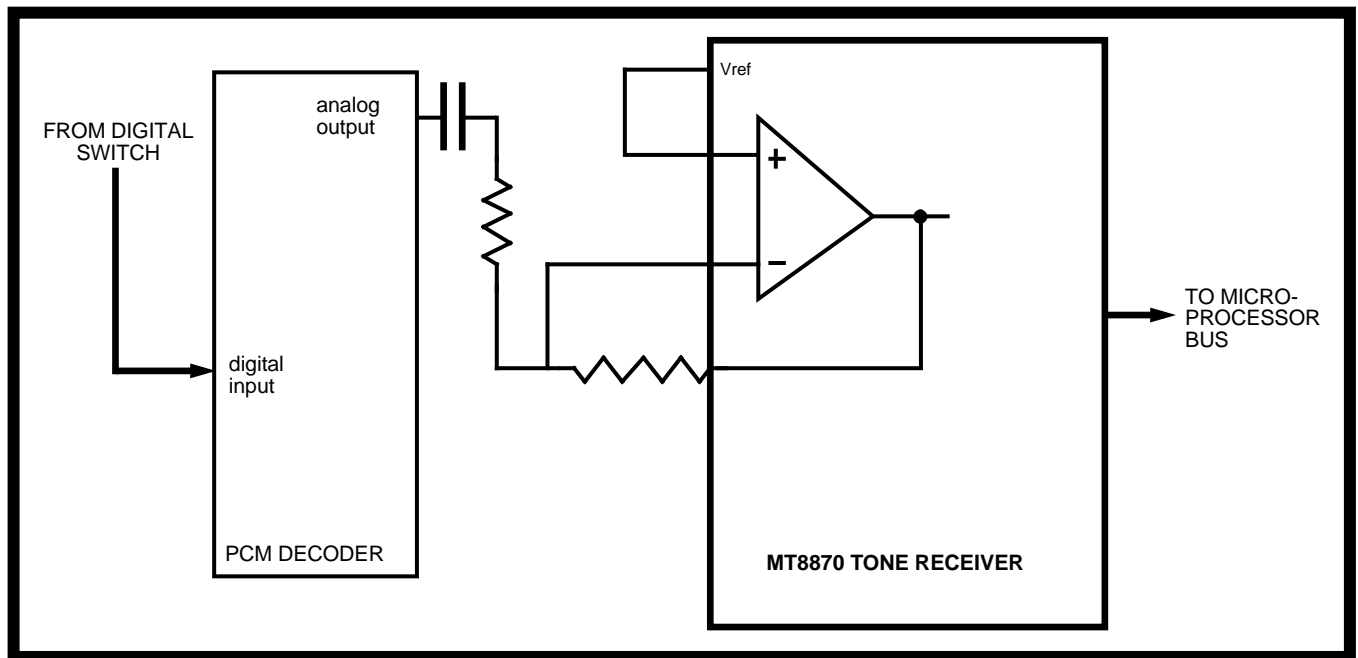 FROM DIGITAL
SWITCH
analog
output
digital
input
PCM DECODER
Vref
+
−
MT8870 TONE RECEIVER
TO MICRO-
PROCESSOR
BUS